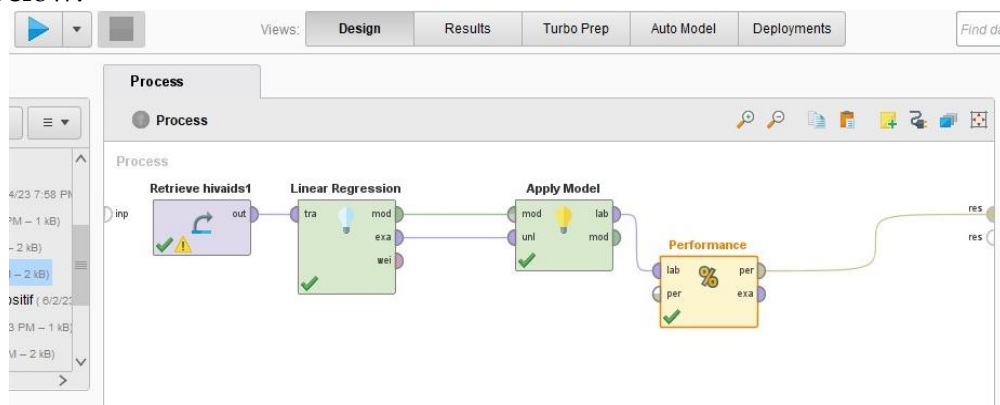 Views: Design Results Turbo Prep Auto Model Deployments Find da
Process
Process
Process
4/23 7:58 PM
PM – 1 kB)
– 2 kB)
– 2 kB)
ositif ( 6/2/23
3 PM – 1 kB)
M – 2 kB)
Retrieve hivaids1 Linear Regression Apply Model
inp out tra mod mod lab res
exa unl mod res
wei
Performance
% lab per
per exa